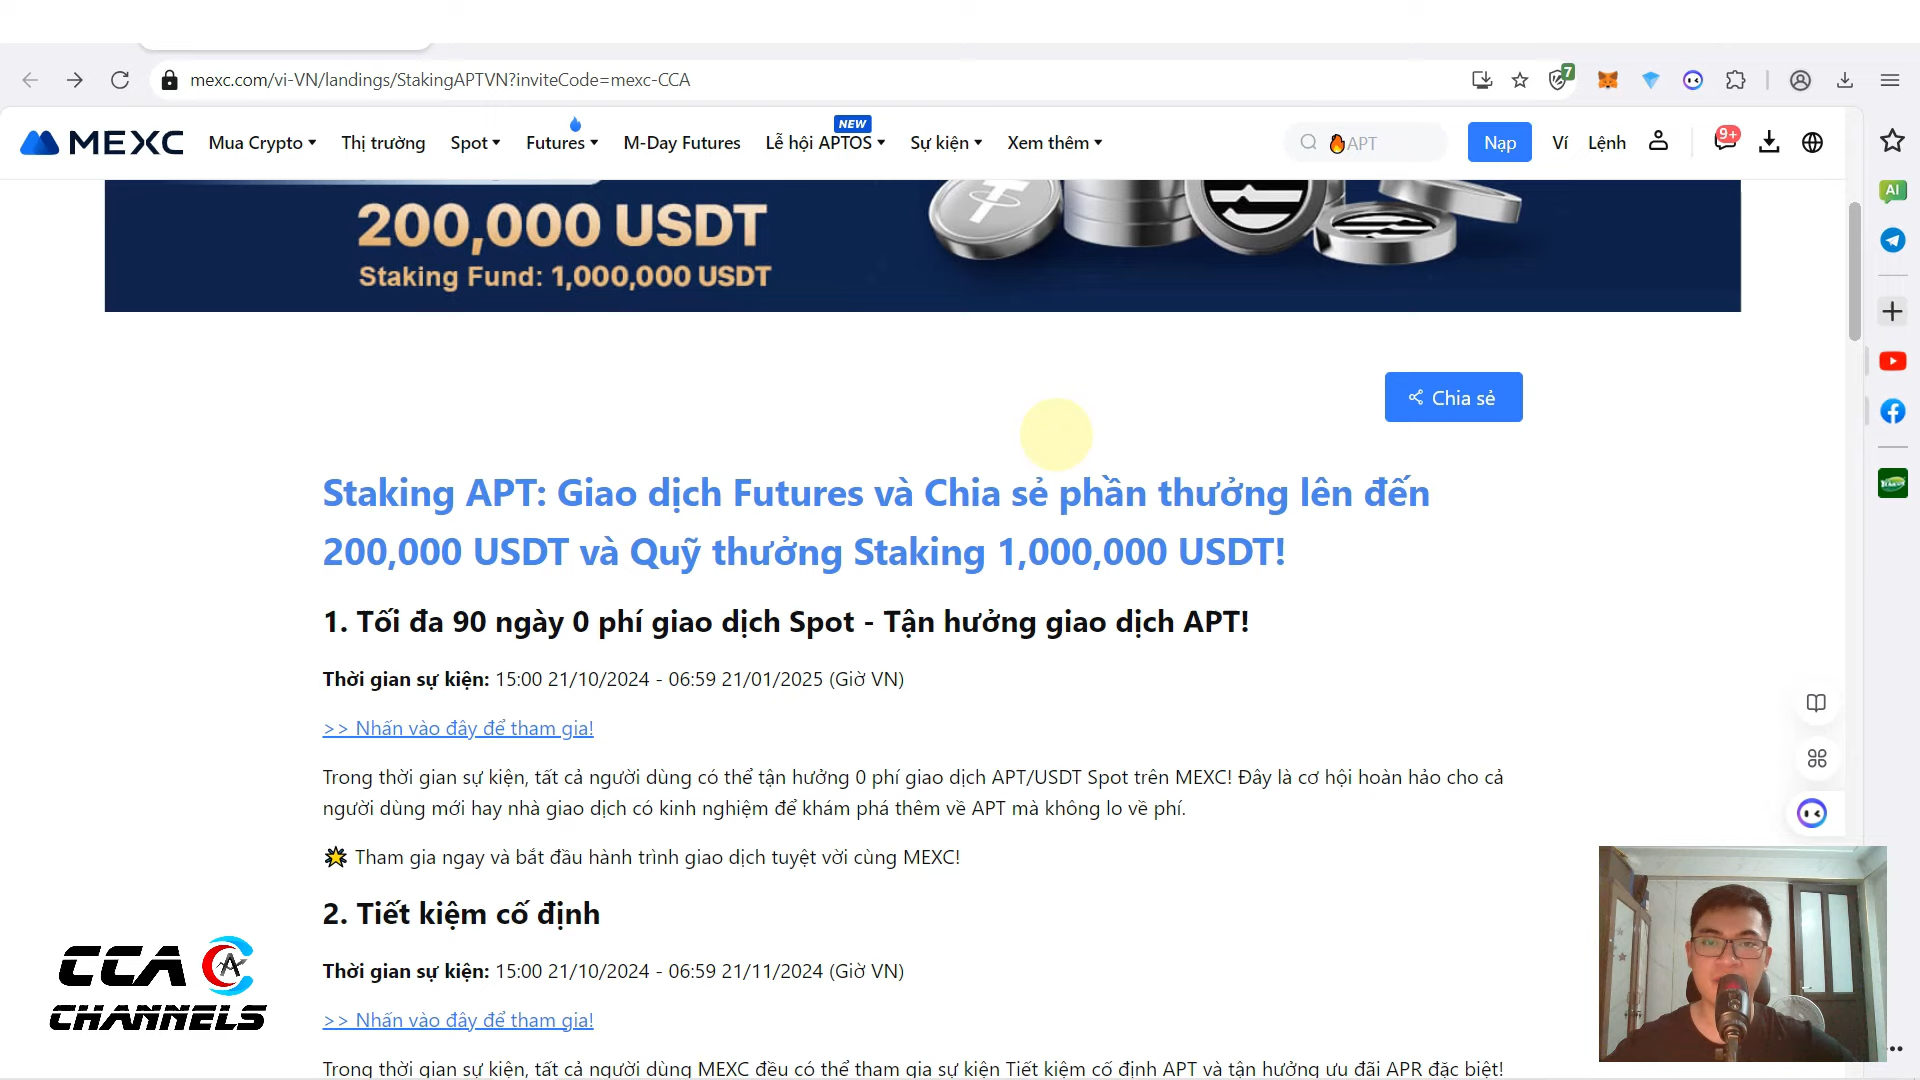 mexc.com/vi-VN/landings/StakingAPTVN?inviteCode=mexc-CCA
7
MEXC
Mua Crypto
Thị trường
Spot
Futures
M-Day Futures
Lễ hội APTOS
NEW
Sự kiện
Xem thêm
APT
Nạp
Ví
Lệnh
9+
AI
200,000 USDT
Staking Fund: 1,000,000 USDT
Chia sẻ
Staking APT: Giao dịch Futures và Chia sẻ phần thưởng lên đến
200,000 USDT và Quỹ thưởng Staking 1,000,000 USDT!
1. Tối đa 90 ngày 0 phí giao dịch Spot - Tận hưởng giao dịch APT!
Thời gian sự kiện: 15:00 21/10/2024 - 06:59 21/01/2025 (Giờ VN)
>> Nhấn vào đây để tham gia!
Trong thời gian sự kiện, tất cả người dùng có thể tận hưởng 0 phí giao dịch APT/USDT Spot trên MEXC! Đây là cơ hội hoàn hảo cho cả
người dùng mới hay nhà giao dịch có kinh nghiệm để khám phá thêm về APT mà không lo về phí.
🌟 Tham gia ngay và bắt đầu hành trình giao dịch tuyệt vời cùng MEXC!
2. Tiết kiệm cố định
Thời gian sự kiện: 15:00 21/10/2024 - 06:59 21/11/2024 (Giờ VN)
>> Nhấn vào đây để tham gia!
Trong thời gian sự kiện, tất cả người dùng MEXC đều có thể tham gia sự kiện Tiết kiệm cố định APT và tận hưởng ưu đãi APR đặc biệt!
CCA
CHANNELS